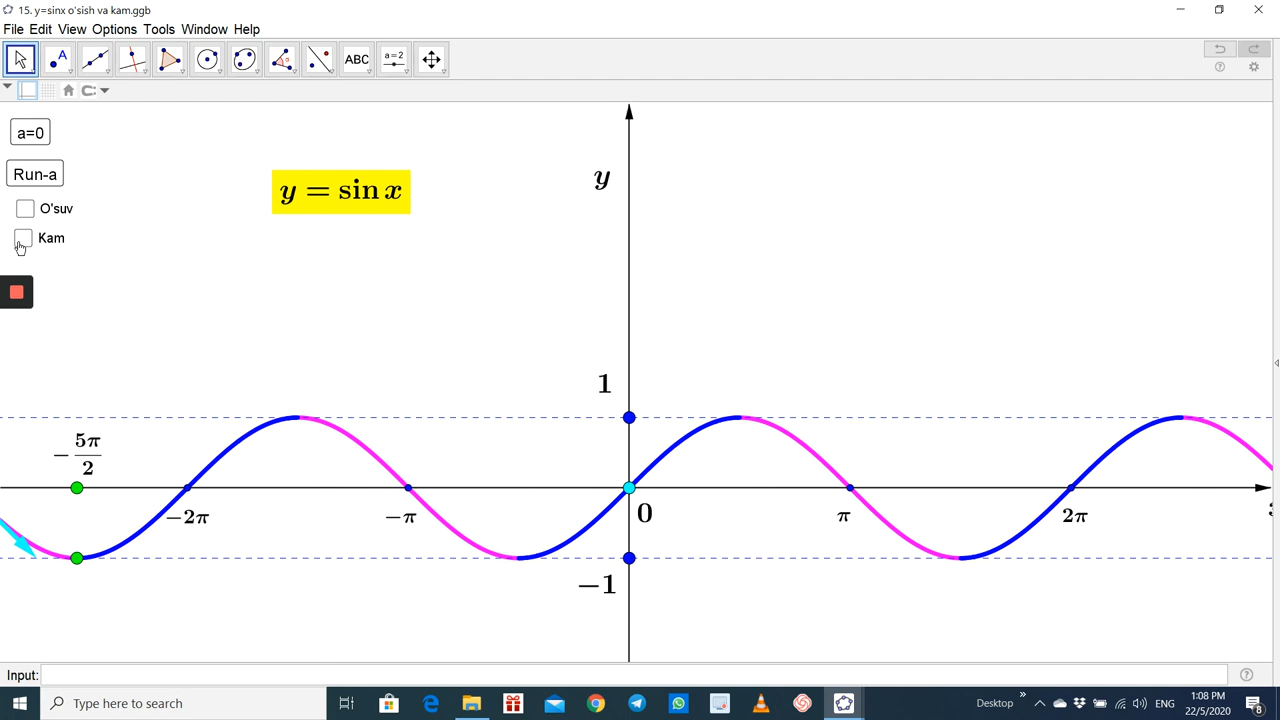 15. y=sinx o'sish va kam.ggb
File Edit View Options Tools Window Help
ABC
a=2
a=0
Run-a
O'suv
Kam
y = sin x
y
1
−5π/2
−2π
−π
0
π
2π
−1
Input:
Type here to search
Desktop
ENG
1:08 PM
22/5/2020
8